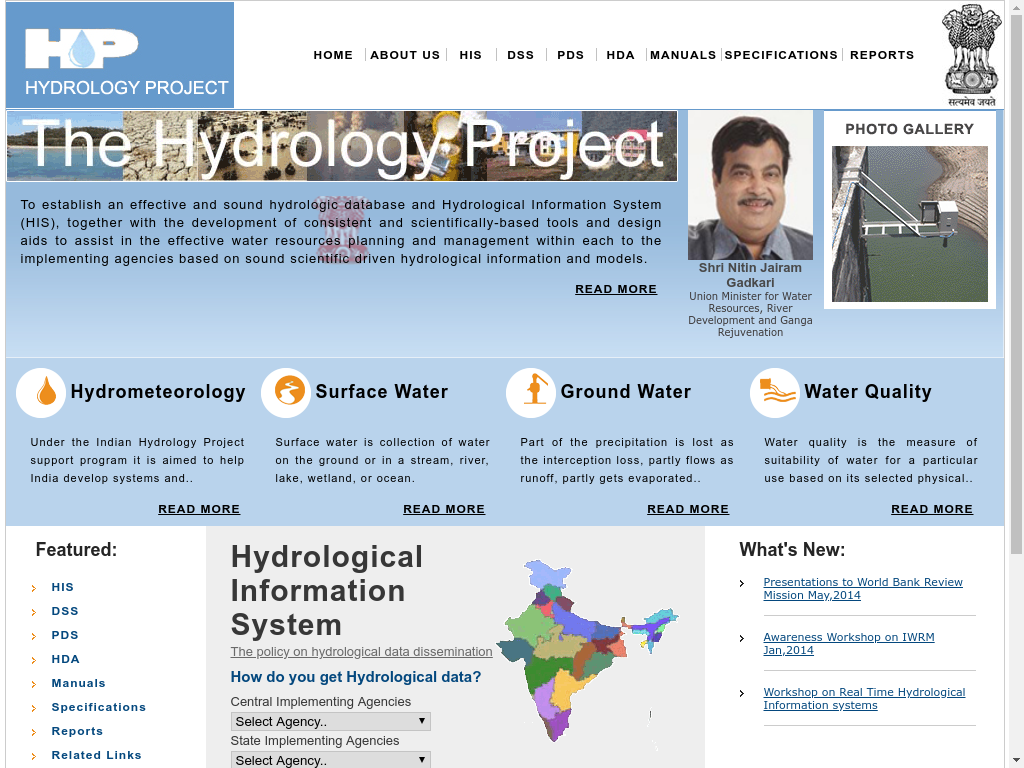 HP
HYDROLOGY PROJECT
HOME
ABOUT US
HIS
DSS
PDS
HDA
MANUALS
SPECIFICATIONS
REPORTS
सत्यमेव जयते
The Hydrology Project
To establish an effective and sound hydrologic database and Hydrological Information System
(HIS), together with the development of consistent and scientifically-based tools and design
aids to assist in the effective water resources planning and management within each to the
implementing agencies based on sound scientific driven hydrological information and models.
READ MORE
Shri Nitin Jairam
Gadkari
Union Minister for Water
Resources, River
Development and Ganga
Rejuvenation
PHOTO GALLERY
Hydrometeorology
Under the Indian Hydrology Project
support program it is aimed to help
India develop systems and..
READ MORE
Surface Water
Surface water is collection of water
on the ground or in a stream, river,
lake, wetland, or ocean.
READ MORE
Ground Water
Part of the precipitation is lost as
the interception loss, partly flows as
runoff, partly gets evaporated..
READ MORE
Water Quality
Water quality is the measure of
suitability of water for a particular
use based on its selected physical..
READ MORE
Featured:
HIS
DSS
PDS
HDA
Manuals
Specifications
Reports
Related Links
Hydrological
Information
System
The policy on hydrological data dissemination
How do you get Hydrological data?
Central Implementing Agencies
Select Agency..
State Implementing Agencies
Select Agency..
What's New:
Presentations to World Bank Review
Mission May,2014
Awareness Workshop on IWRM
Jan,2014
Workshop on Real Time Hydrological
Information systems